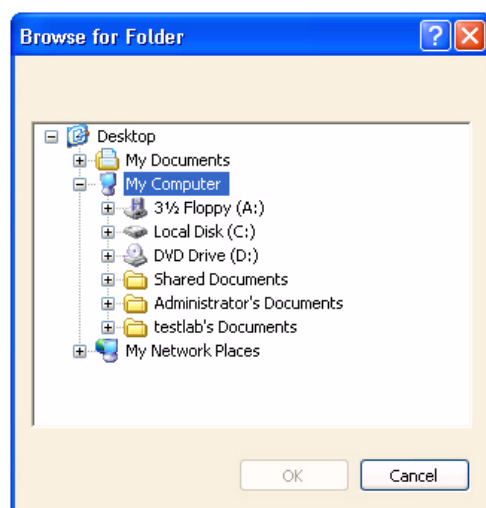 Browse for Folder
Desktop
My Documents
My Computer
3½ Floppy (A:)
Local Disk (C:)
DVD Drive (D:)
Shared Documents
Administrator's Documents
testlab's Documents
My Network Places
OK Cancel